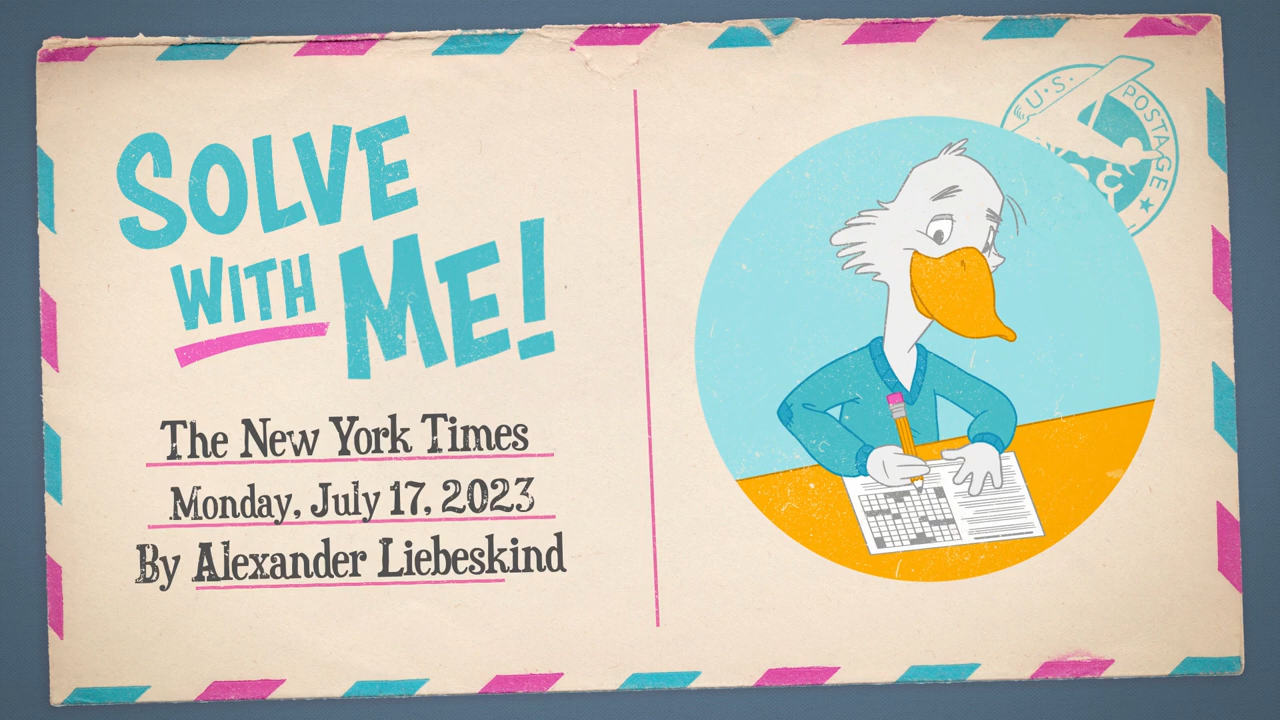 SOLVE
WITH ME!
The New York Times
Monday, July 17, 2023
By Alexander Liebeskind
U.S. POSTAGE